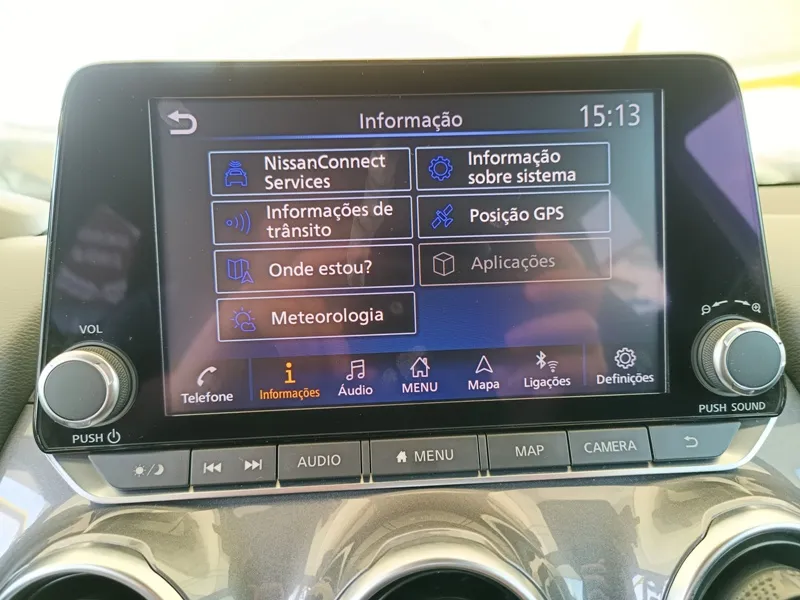 Informação
15:13
NissanConnect
Services
Informação
sobre sistema
Informações de
trânsito
Posição GPS
Onde estou?
Aplicações
Meteorologia
Telefone
Informações
Áudio
MENU
Mapa
Ligações
Definições
VOL
PUSH
PUSH SOUND
AUDIO
MENU
MAP
CAMERA